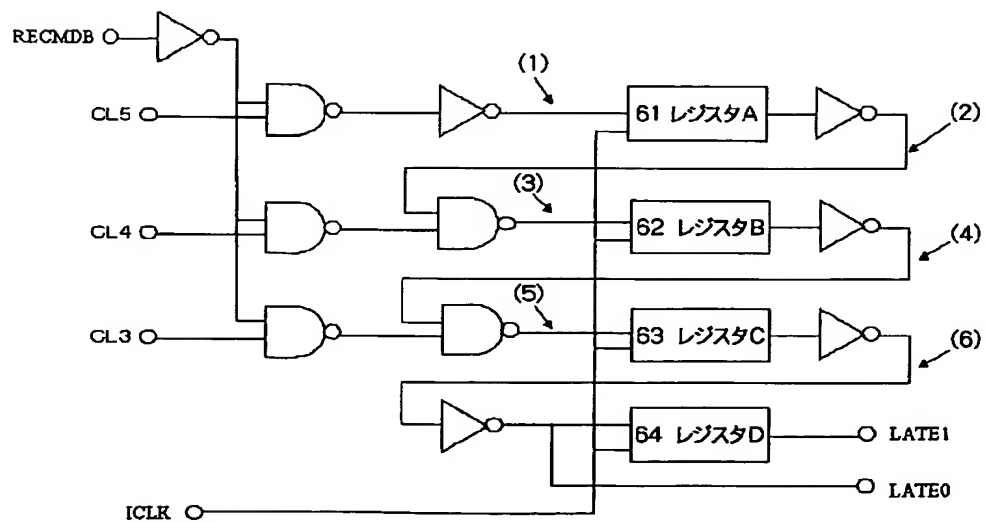 RECMDB
(1)
CL5
61 レジスタA
(2)
(3)
CL4
62 レジスタB
(4)
(5)
CL3
63 レジスタC
(6)
64 レジスタD
LATE1
LATE0
ICLK